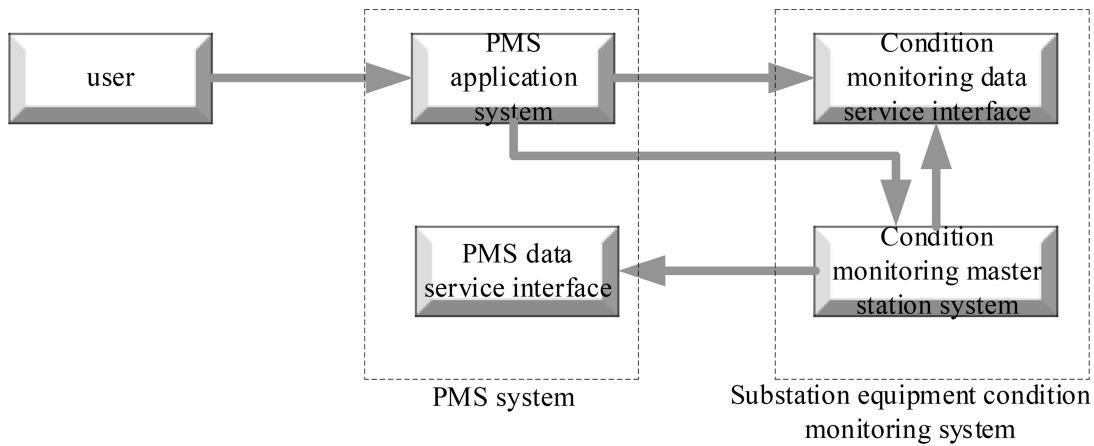 user
PMS
application
system
Condition
monitoring data
service interface
PMS data
service interface
Condition
monitoring master
station system
PMS system
Substation equipment condition
monitoring system